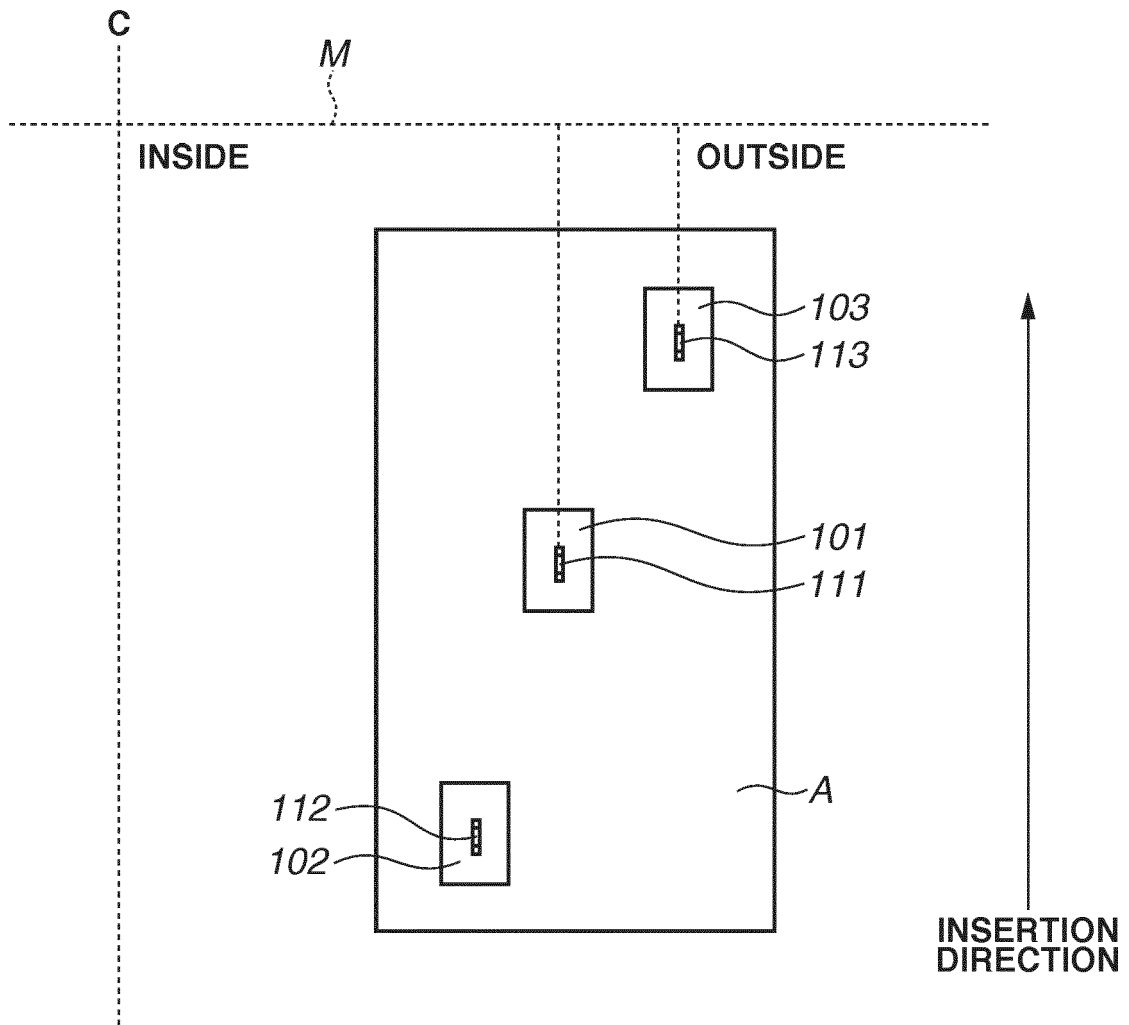 C
M
INSIDE
OUTSIDE
103
113
101
111
112
A
102
INSERTION
DIRECTION